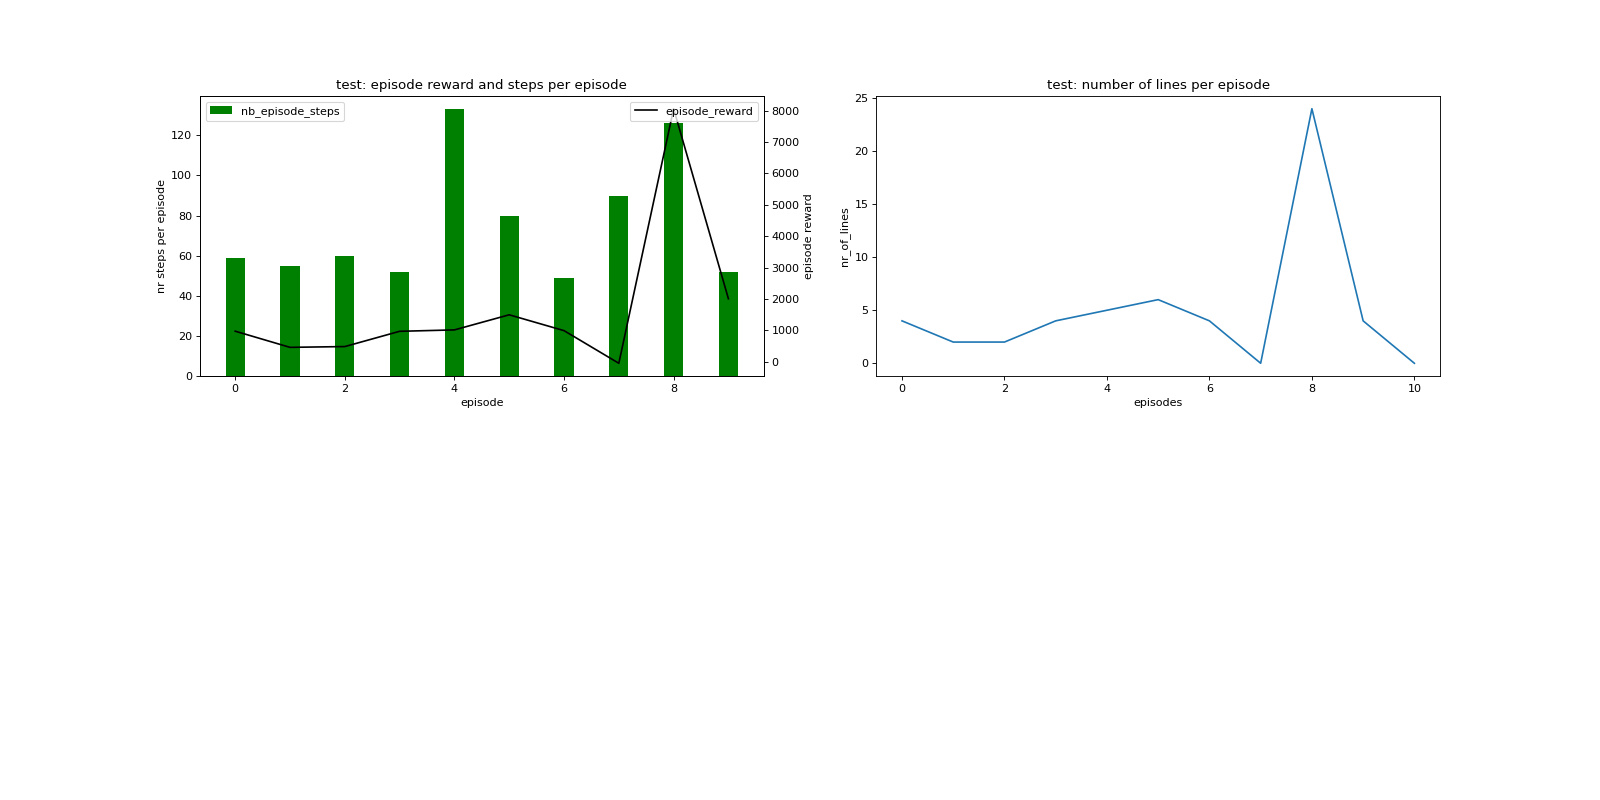 test: episode reward and steps per episode
nb_episode_steps
episode_reward
nr steps per episode
120
100
80
60
40
20
0
8000
7000
6000
5000
4000
3000
2000
1000
0
episode reward
0 2 4 6 8
episode
test: number of lines per episode
nr_of_lines
25
20
15
10
5
0
0 2 4 6 8 10
episodes